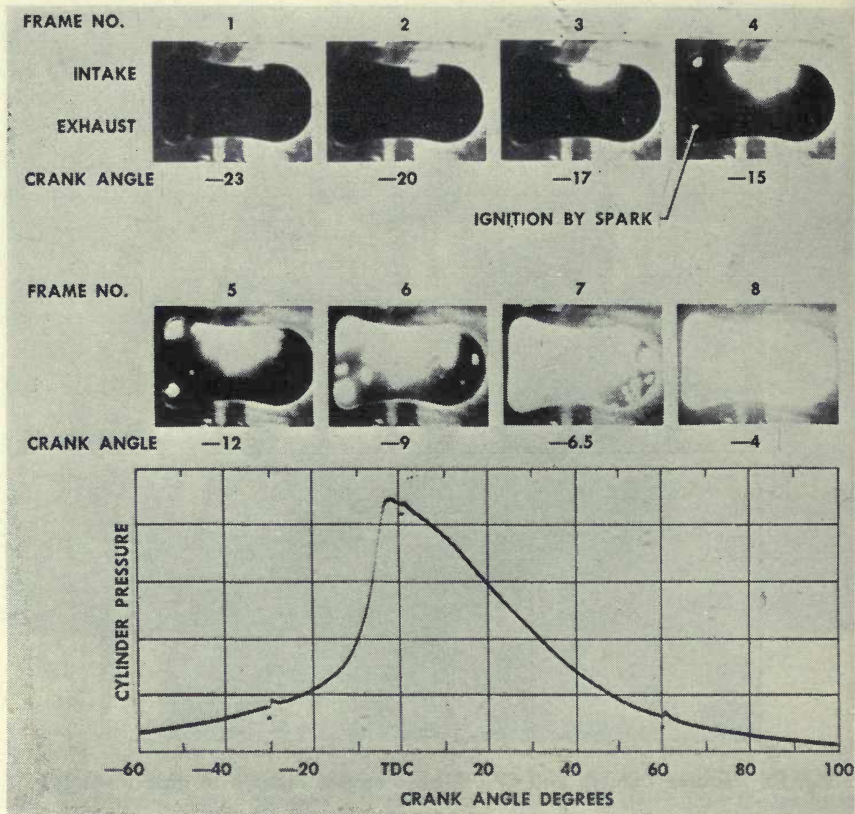 FRAME NO. 1 2 3 4
INTAKE
EXHAUST
CRANK ANGLE —23 —20 —17 —15
IGNITION BY SPARK
FRAME NO. 5 6 7 8
CRANK ANGLE —12 —9 —6.5 —4
CYLINDER PRESSURE
—60 —40 —20 TDC 20 40 60 80 100
CRANK ANGLE DEGREES